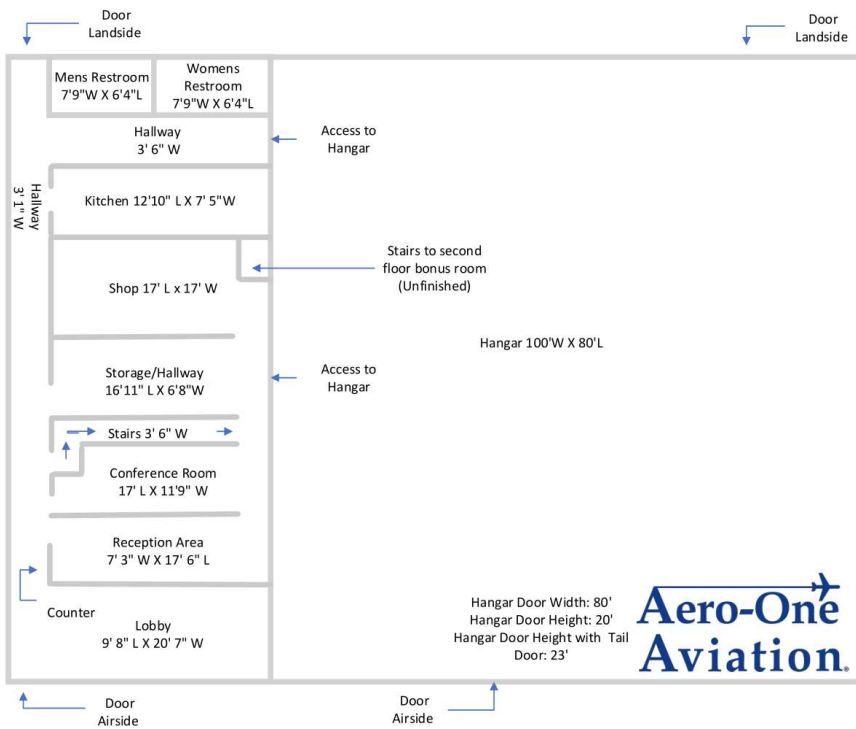 Door
Landside
Door
Landside
Mens Restroom
7'9"W X 6'4"L
Womens
Restroom
7'9"W X 6'4"L
Hallway
3' 6" W
Access to
Hangar
Hallway
3' 1" W
Kitchen 12'10" L X 7' 5"W
Stairs to second
floor bonus room
(Unfinished)
Shop 17' L x 17' W
Hangar 100'W X 80'L
Storage/Hallway
16'11" L X 6'8"W
Access to
Hangar
Stairs 3' 6" W
Conference Room
17' L X 11'9" W
Reception Area
7' 3" W X 17' 6" L
Counter
Lobby
9' 8" L X 20' 7" W
Hangar Door Width: 80'
Hangar Door Height: 20'
Hangar Door Height with Tail
Door: 23'
Aero-One
Aviation.
Door
Airside
Door
Airside